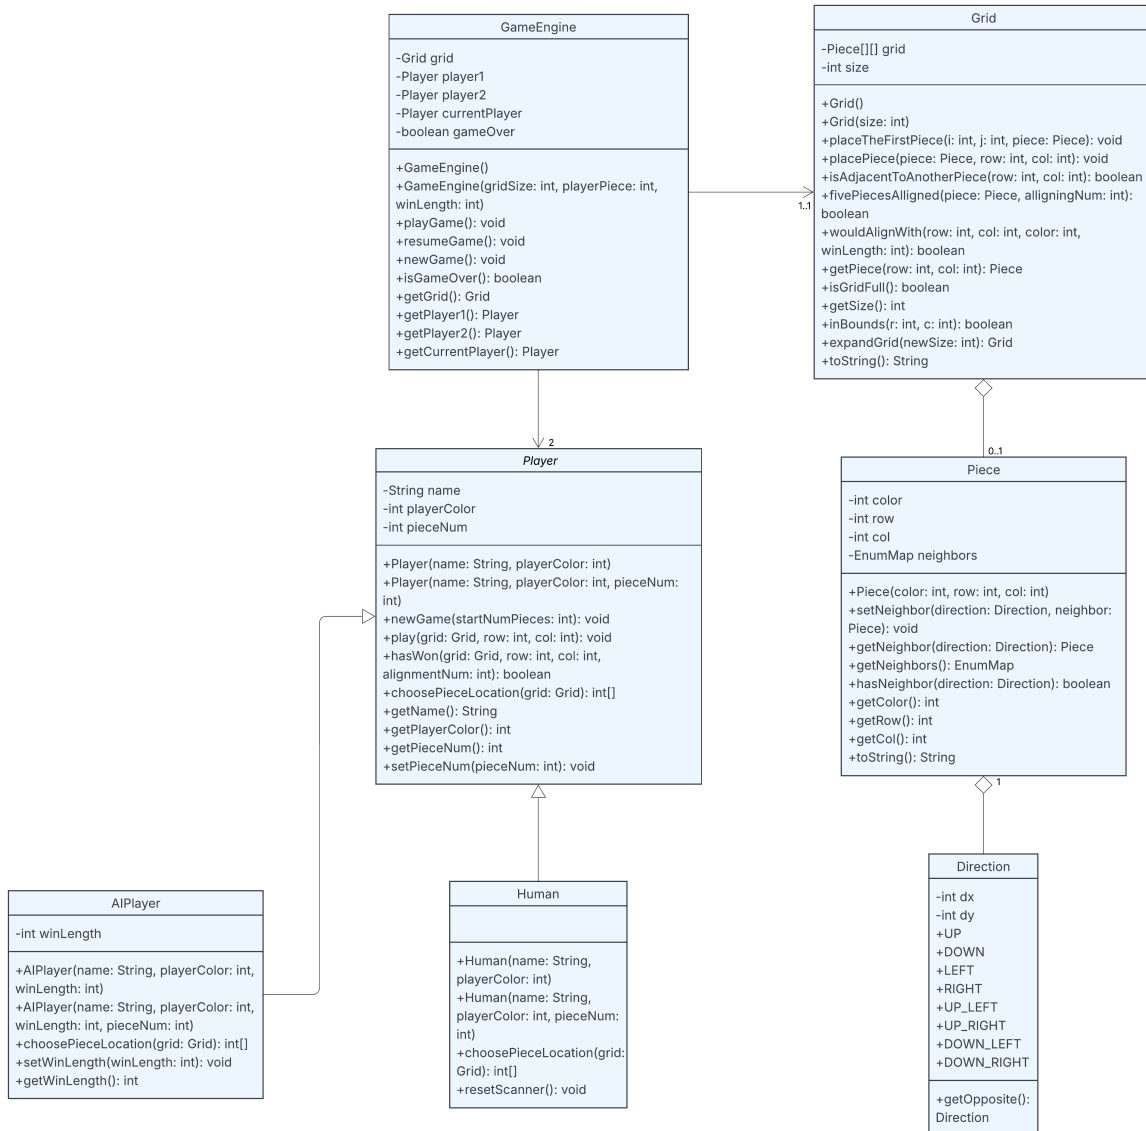 GameEngine
-Grid grid
-Player player1
-Player player2
-Player currentPlayer
-boolean gameOver
+GameEngine()
+GameEngine(gridSize: int, playerPiece: int,
winLength: int)
+playGame(): void
+resumeGame(): void
+newGame(): void
+isGameOver(): boolean
+getGrid(): Grid
+getPlayer1(): Player
+getPlayer2(): Player
+getCurrentPlayer(): Player
Grid
-Piece[][] grid
-int size
+Grid()
+Grid(size: int)
+placeTheFirstPiece(i: int, j: int, piece: Piece): void
+placePiece(piece: Piece, row: int, col: int): void
+isAdjacentToAnotherPiece(row: int, col: int): boolean
+fivePiecesAlligned(piece: Piece, alligningNum: int):
boolean
+wouldAlignWith(row: int, col: int, color: int,
winLength: int): boolean
+getPiece(row: int, col: int): Piece
+isGridFull(): boolean
+getSize(): int
+inBounds(r: int, c: int): boolean
+expandGrid(newSize: int): Grid
+toString(): String
1..1
2
0..1
Player
-String name
-int playerColor
-int pieceNum
+Player(name: String, playerColor: int)
+Player(name: String, playerColor: int, pieceNum:
int)
+newGame(startNumPieces: int): void
+play(grid: Grid, row: int, col: int): void
+hasWon(grid: Grid, row: int, col: int,
alignmentNum: int): boolean
+choosePieceLocation(grid: Grid): int[]
+getName(): String
+getPlayerColor(): int
+getPieceNum(): int
+setPieceNum(pieceNum: int): void
Piece
-int color
-int row
-int col
-EnumMap neighbors
+Piece(color: int, row: int, col: int)
+setNeighbor(direction: Direction, neighbor:
Piece): void
+getNeighbor(direction: Direction): Piece
+getNeighbors(): EnumMap
+hasNeighbor(direction: Direction): boolean
+getColor(): int
+getRow(): int
+getCol(): int
+toString(): String
1
AIPlayer
-int winLength
+AIPlayer(name: String, playerColor: int,
winLength: int)
+AIPlayer(name: String, playerColor: int,
winLength: int, pieceNum: int)
+choosePieceLocation(grid: Grid): int[]
+setWinLength(winLength: int): void
+getWinLength(): int
Human
+Human(name: String,
playerColor: int)
+Human(name: String,
playerColor: int, pieceNum:
int)
+choosePieceLocation(grid:
Grid): int[]
+resetScanner(): void
Direction
-int dx
-int dy
+UP
+DOWN
+LEFT
+RIGHT
+UP_LEFT
+UP_RIGHT
+DOWN_LEFT
+DOWN_RIGHT
+getOpposite():
Direction